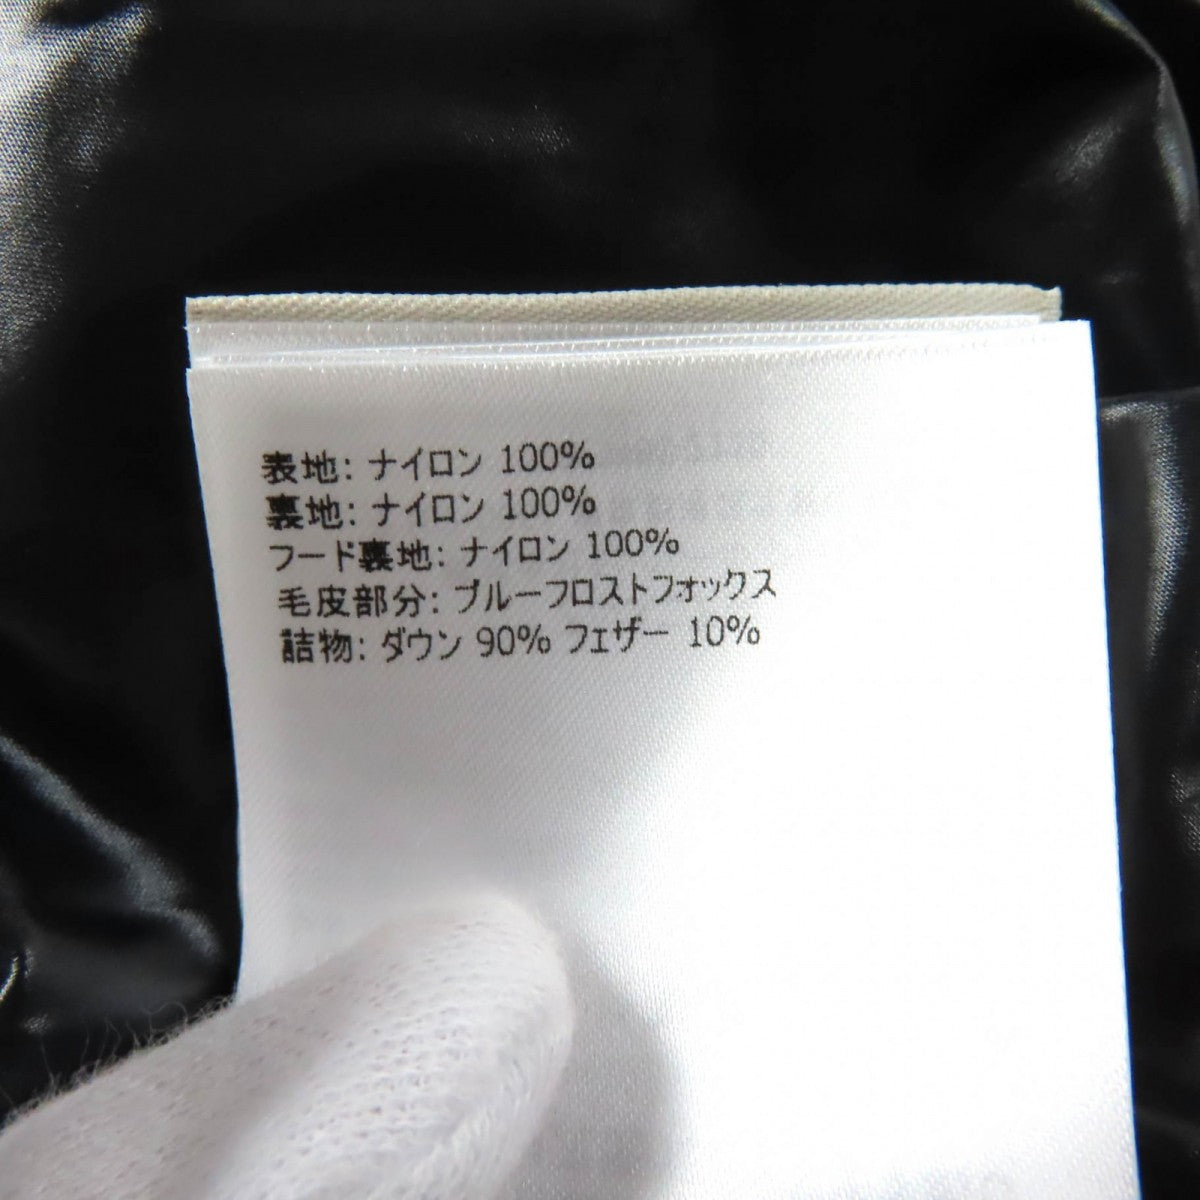 表地: ナイロン 100%
裏地: ナイロン 100%
フード裏地: ナイロン 100%
毛皮部分: ブルーフロストフォックス
詰物: ダウン 90% フェザー 10%